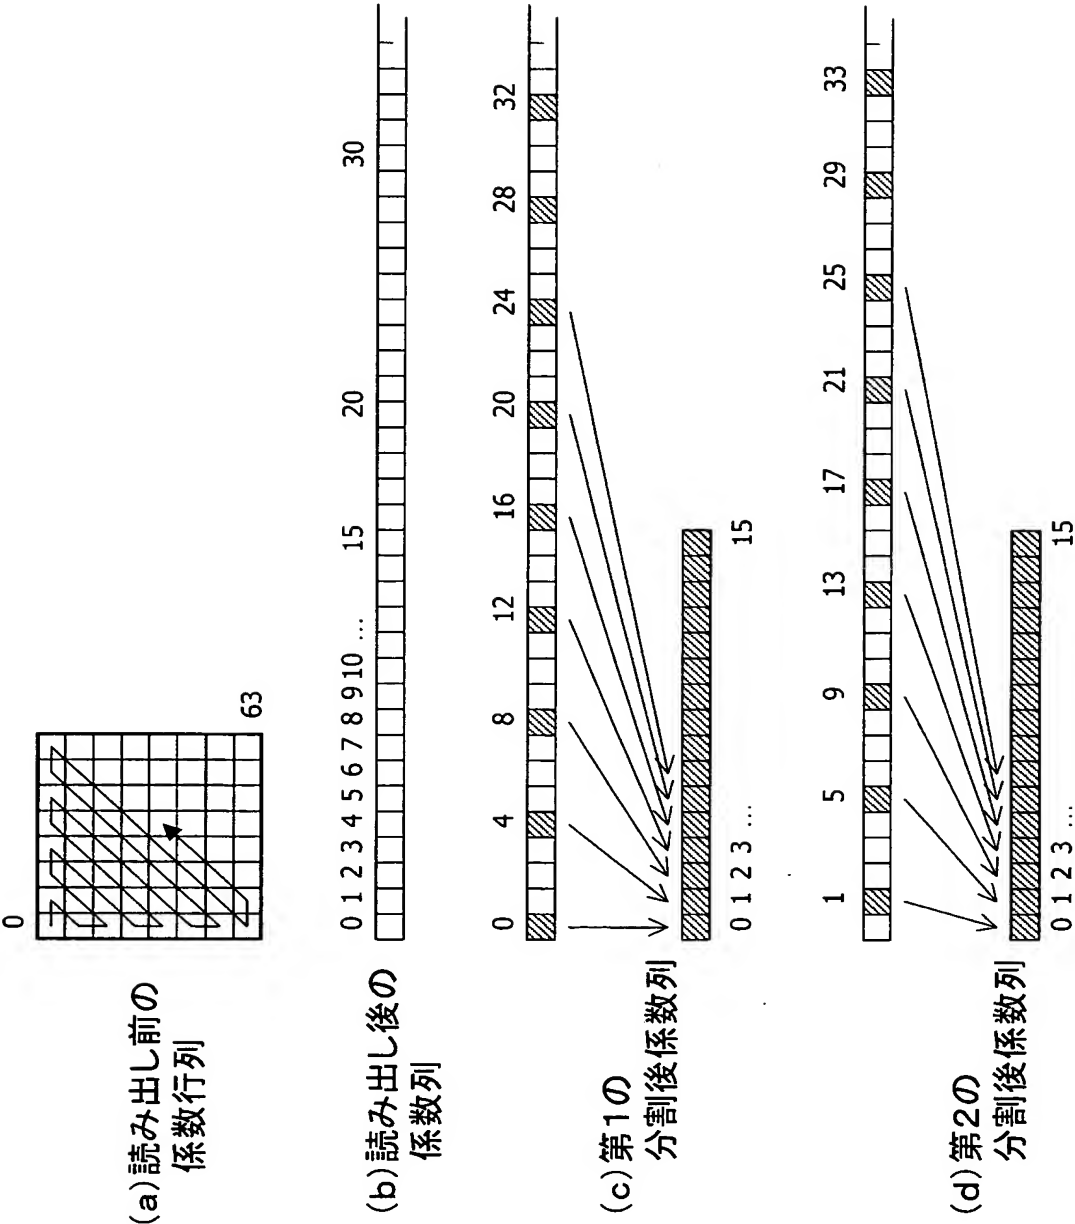 (a)読み出し前の
係数行列
0
63
(b)読み出し後の
係数列
0 1 2 3 4 5 6 7 8 9 10 ... 15 20 30
(c)第1の
分割後係数列
0 4 8 12 16 20 24 28 32
0 1 2 3 ... 15
(d)第2の
分割後係数列
1 5 9 13 17 21 25 29 33
0 1 2 3 ... 15